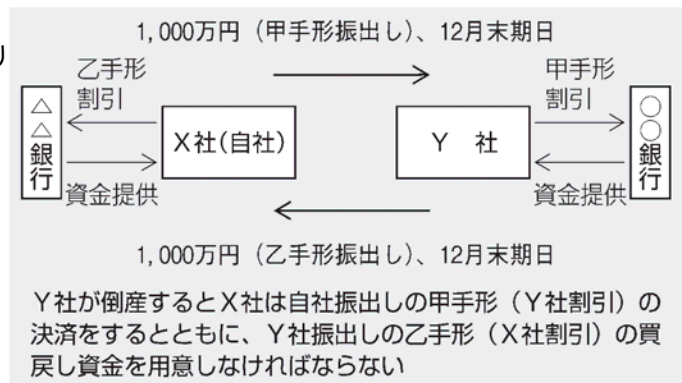 1,000万円（甲手形振出し）、12月末期日
乙手形
割引
甲手形
割引
△△銀行
X社(自社)
Y 社
○○銀行
資金提供
資金提供
1,000万円（乙手形振出し）、12月末期日
Y社が倒産するとX社は自社振出しの甲手形（Y社割引）の
決済をするとともに、Y社振出しの乙手形（X社割引）の買
戻し資金を用意しなければならない